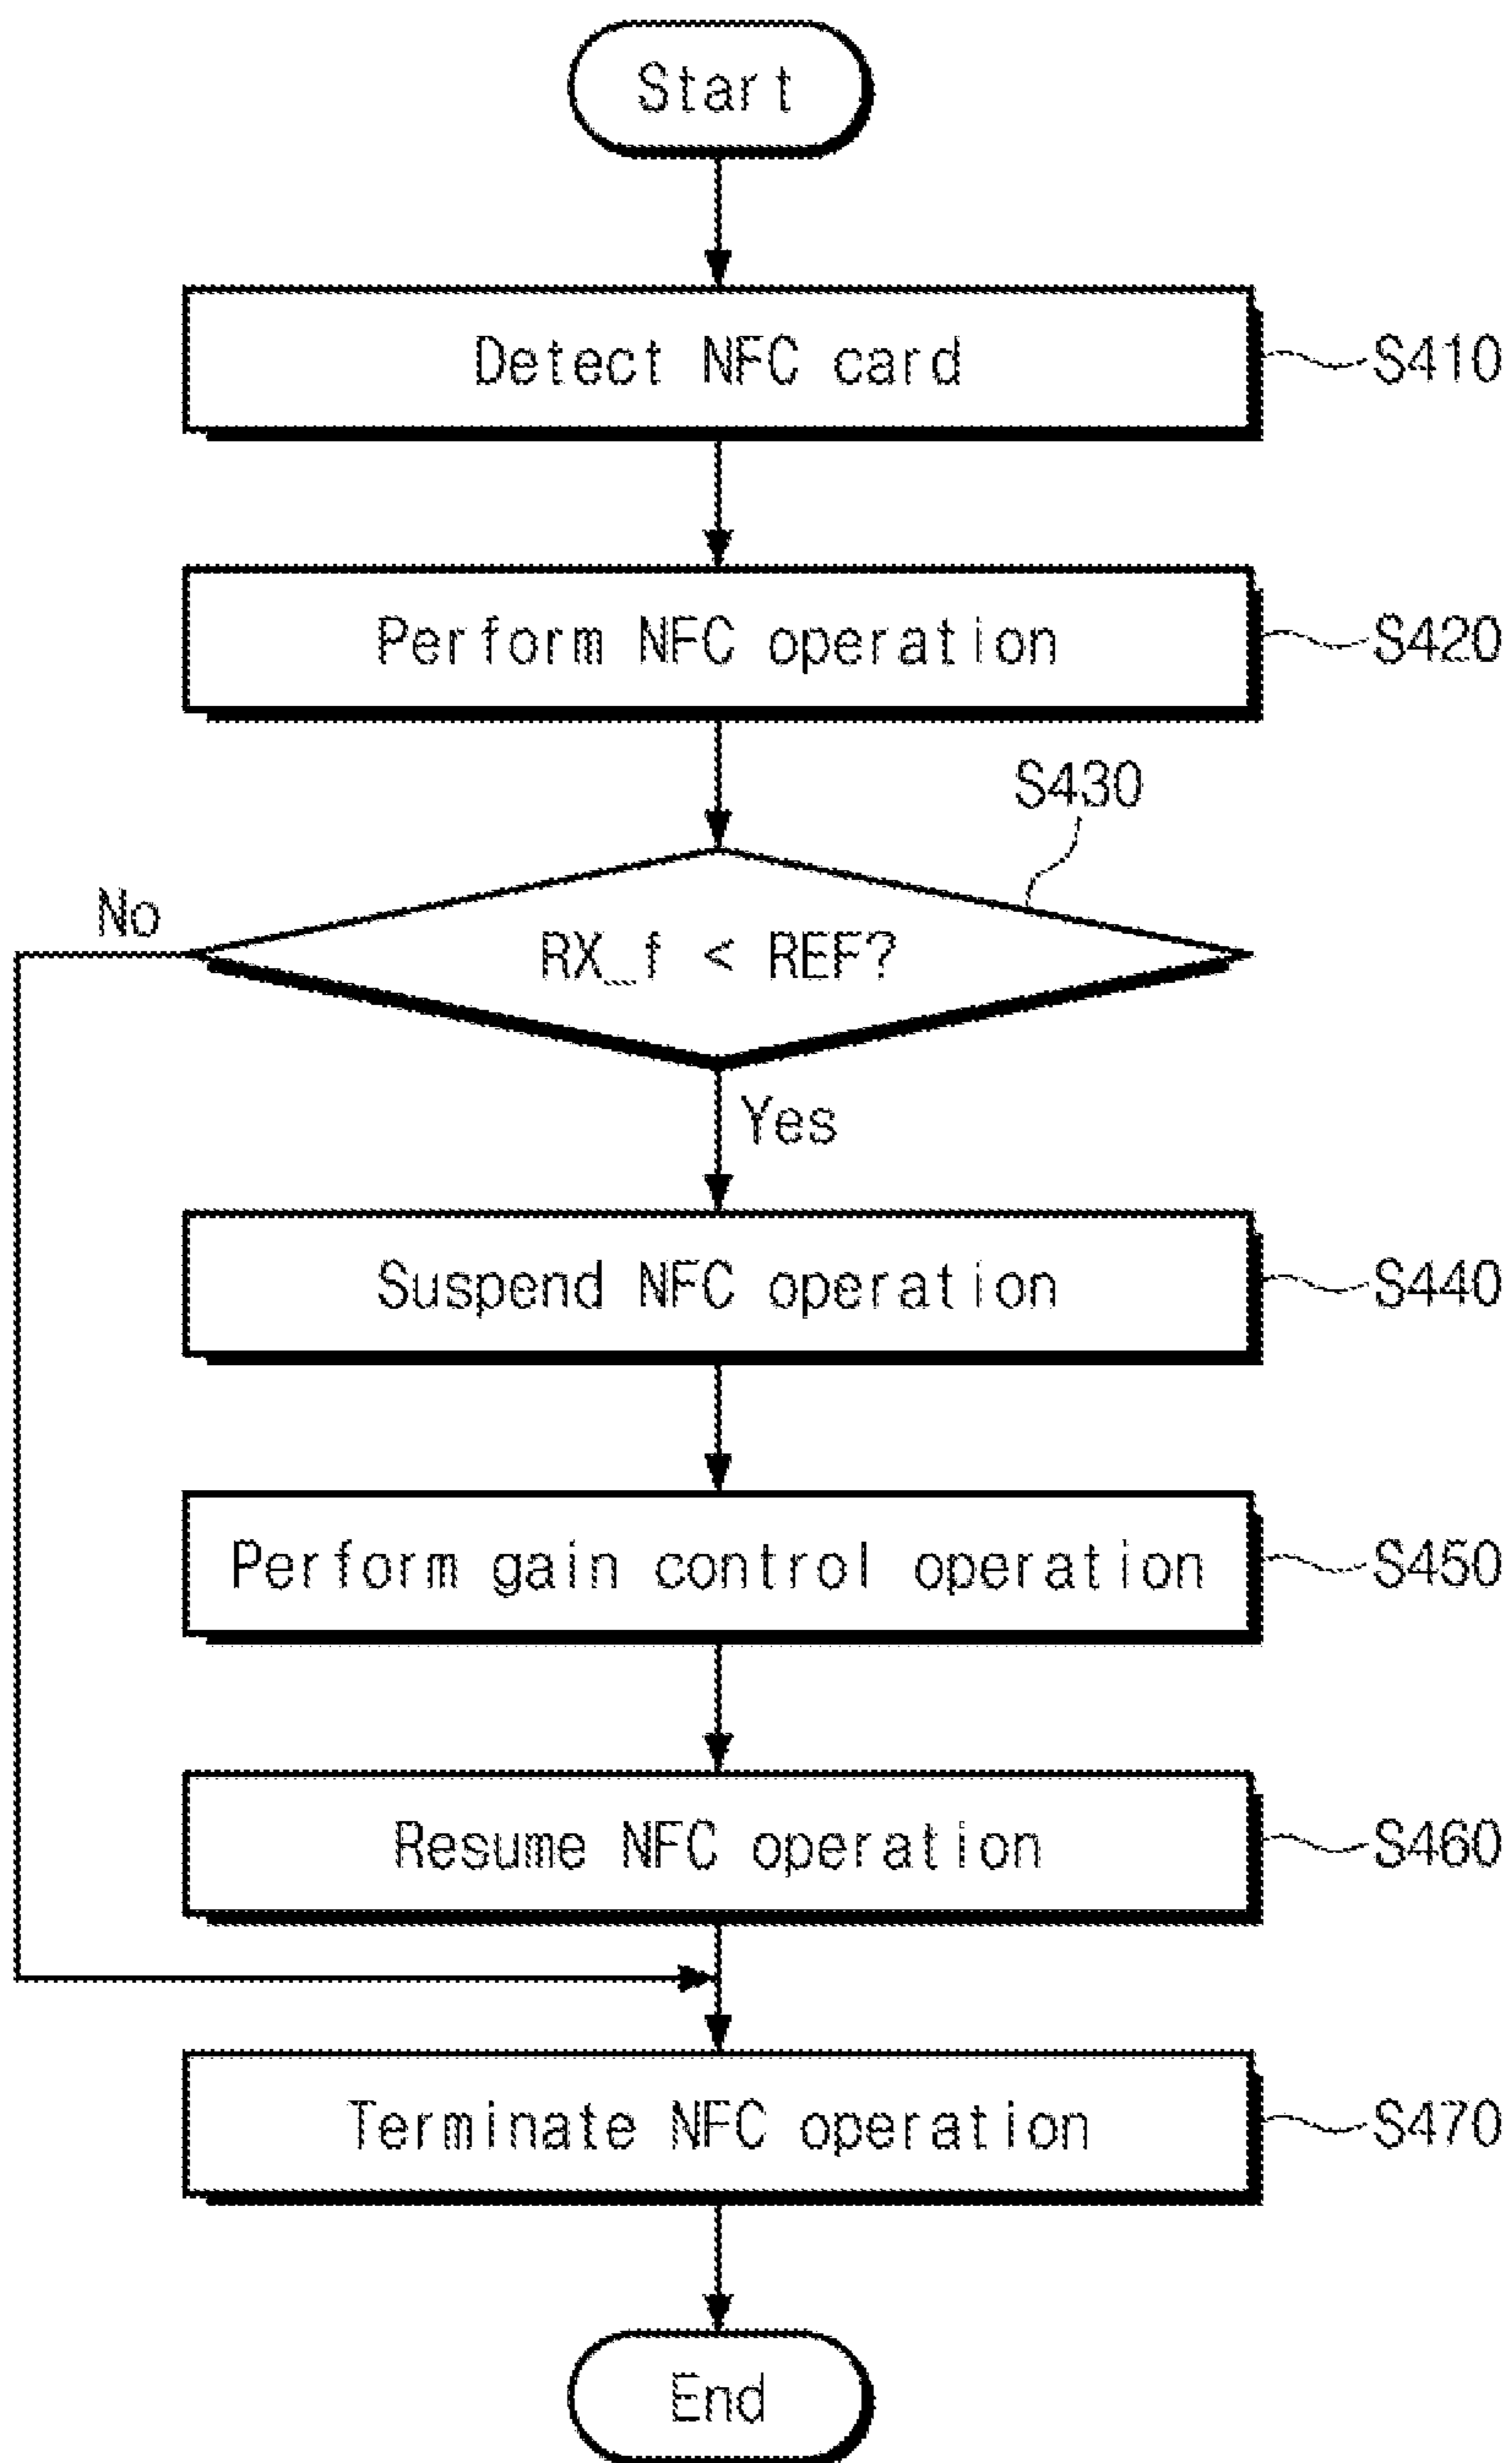 Start
Detect NFC card
S410
Perform NFC operation
S420
S430
No
RX_f < REF?
Yes
Suspend NFC operation
S440
Perform gain control operation
S450
Resume NFC operation
S460
Terminate NFC operation
S470
End